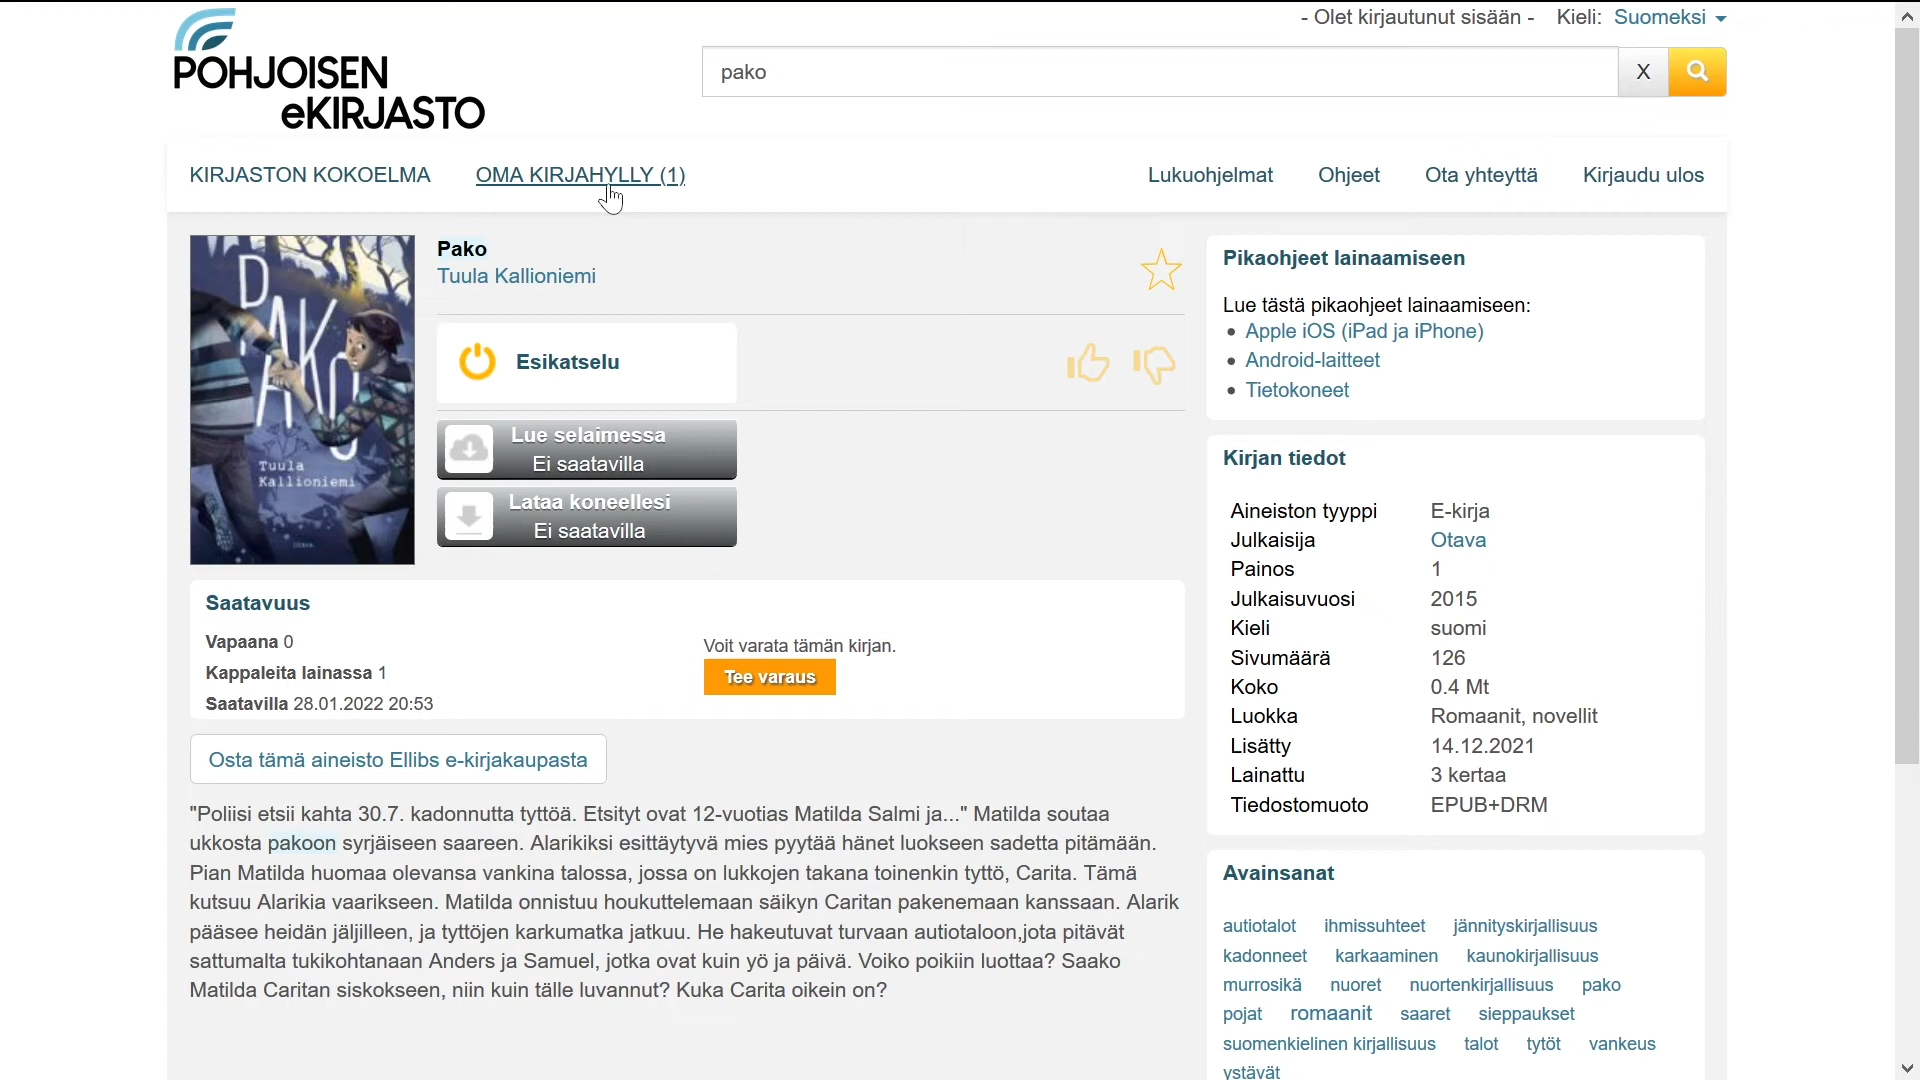 - Olet kirjautunut sisään - Kieli: Suomeksi
POHJOISEN
eKIRJASTO
pako
X
KIRJASTON KOKOELMA OMA KIRJAHYLLY (1) Lukuohjelmat Ohjeet Ota yhteyttä Kirjaudu ulos
PAKO
Tuula
Kallioniemi
OTAVA
Pako
Tuula Kallioniemi
Esikatselu
Lue selaimessa
Ei saatavilla
Lataa koneellesi
Ei saatavilla
Saatavuus
Vapaana 0
Kappaleita lainassa 1
Saatavilla 28.01.2022 20:53
Voit varata tämän kirjan.
Tee varaus
Osta tämä aineisto Ellibs e-kirjakaupasta
"Poliisi etsii kahta 30.7. kadonnutta tyttöä. Etsityt ovat 12-vuotias Matilda Salmi ja..." Matilda soutaa
ukkosta pakoon syrjäiseen saareen. Alarikiksi esittäytyvä mies pyytää hänet luokseen sadetta pitämään.
Pian Matilda huomaa olevansa vankina talossa, jossa on lukkojen takana toinenkin tyttö, Carita. Tämä
kutsuu Alarikia vaarikseen. Matilda onnistuu houkuttelemaan säikyn Caritan pakenemaan kanssaan. Alarik
pääsee heidän jäljilleen, ja tyttöjen karkumatka jatkuu. He hakeutuvat turvaan autiotaloon,jota pitävät
sattumalta tukikohtanaan Anders ja Samuel, jotka ovat kuin yö ja päivä. Voiko poikiin luottaa? Saako
Matilda Caritan siskokseen, niin kuin tälle luvannut? Kuka Carita oikein on?
Pikaohjeet lainaamiseen
Lue tästä pikaohjeet lainaamiseen:
Apple iOS (iPad ja iPhone)
Android-laitteet
Tietokoneet
Kirjan tiedot
Aineiston tyyppi E-kirja
Julkaisija Otava
Painos 1
Julkaisuvuosi 2015
Kieli suomi
Sivumäärä 126
Koko 0.4 Mt
Luokka Romaanit, novellit
Lisätty 14.12.2021
Lainattu 3 kertaa
Tiedostomuoto EPUB+DRM
Avainsanat
autiotalot ihmissuhteet jännityskirjallisuus
kadonneet karkaaminen kaunokirjallisuus
murrosikä nuoret nuortenkirjallisuus pako
pojat romaanit saaret sieppaukset
suomenkielinen kirjallisuus talot tytöt vankeus
ystävät